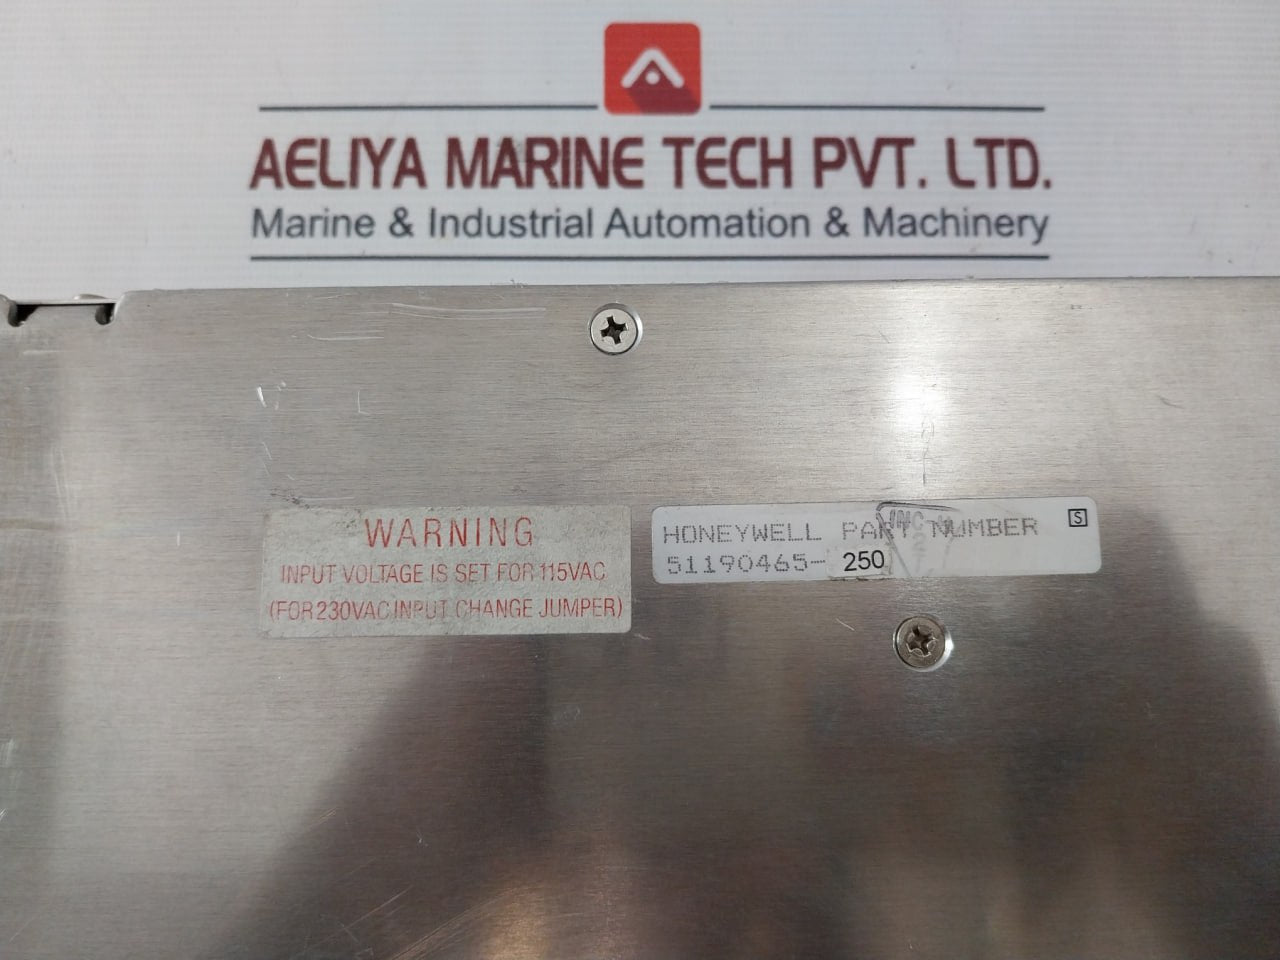 AELIYA MARINE TECH PVT. LTD.
Marine & Industrial Automation & Machinery
WARNING
INPUT VOLTAGE IS SET FOR 115VAC
(FOR 230VAC INPUT CHANGE JUMPER)
HONEYWELL PART NUMBER
S
51190465-250